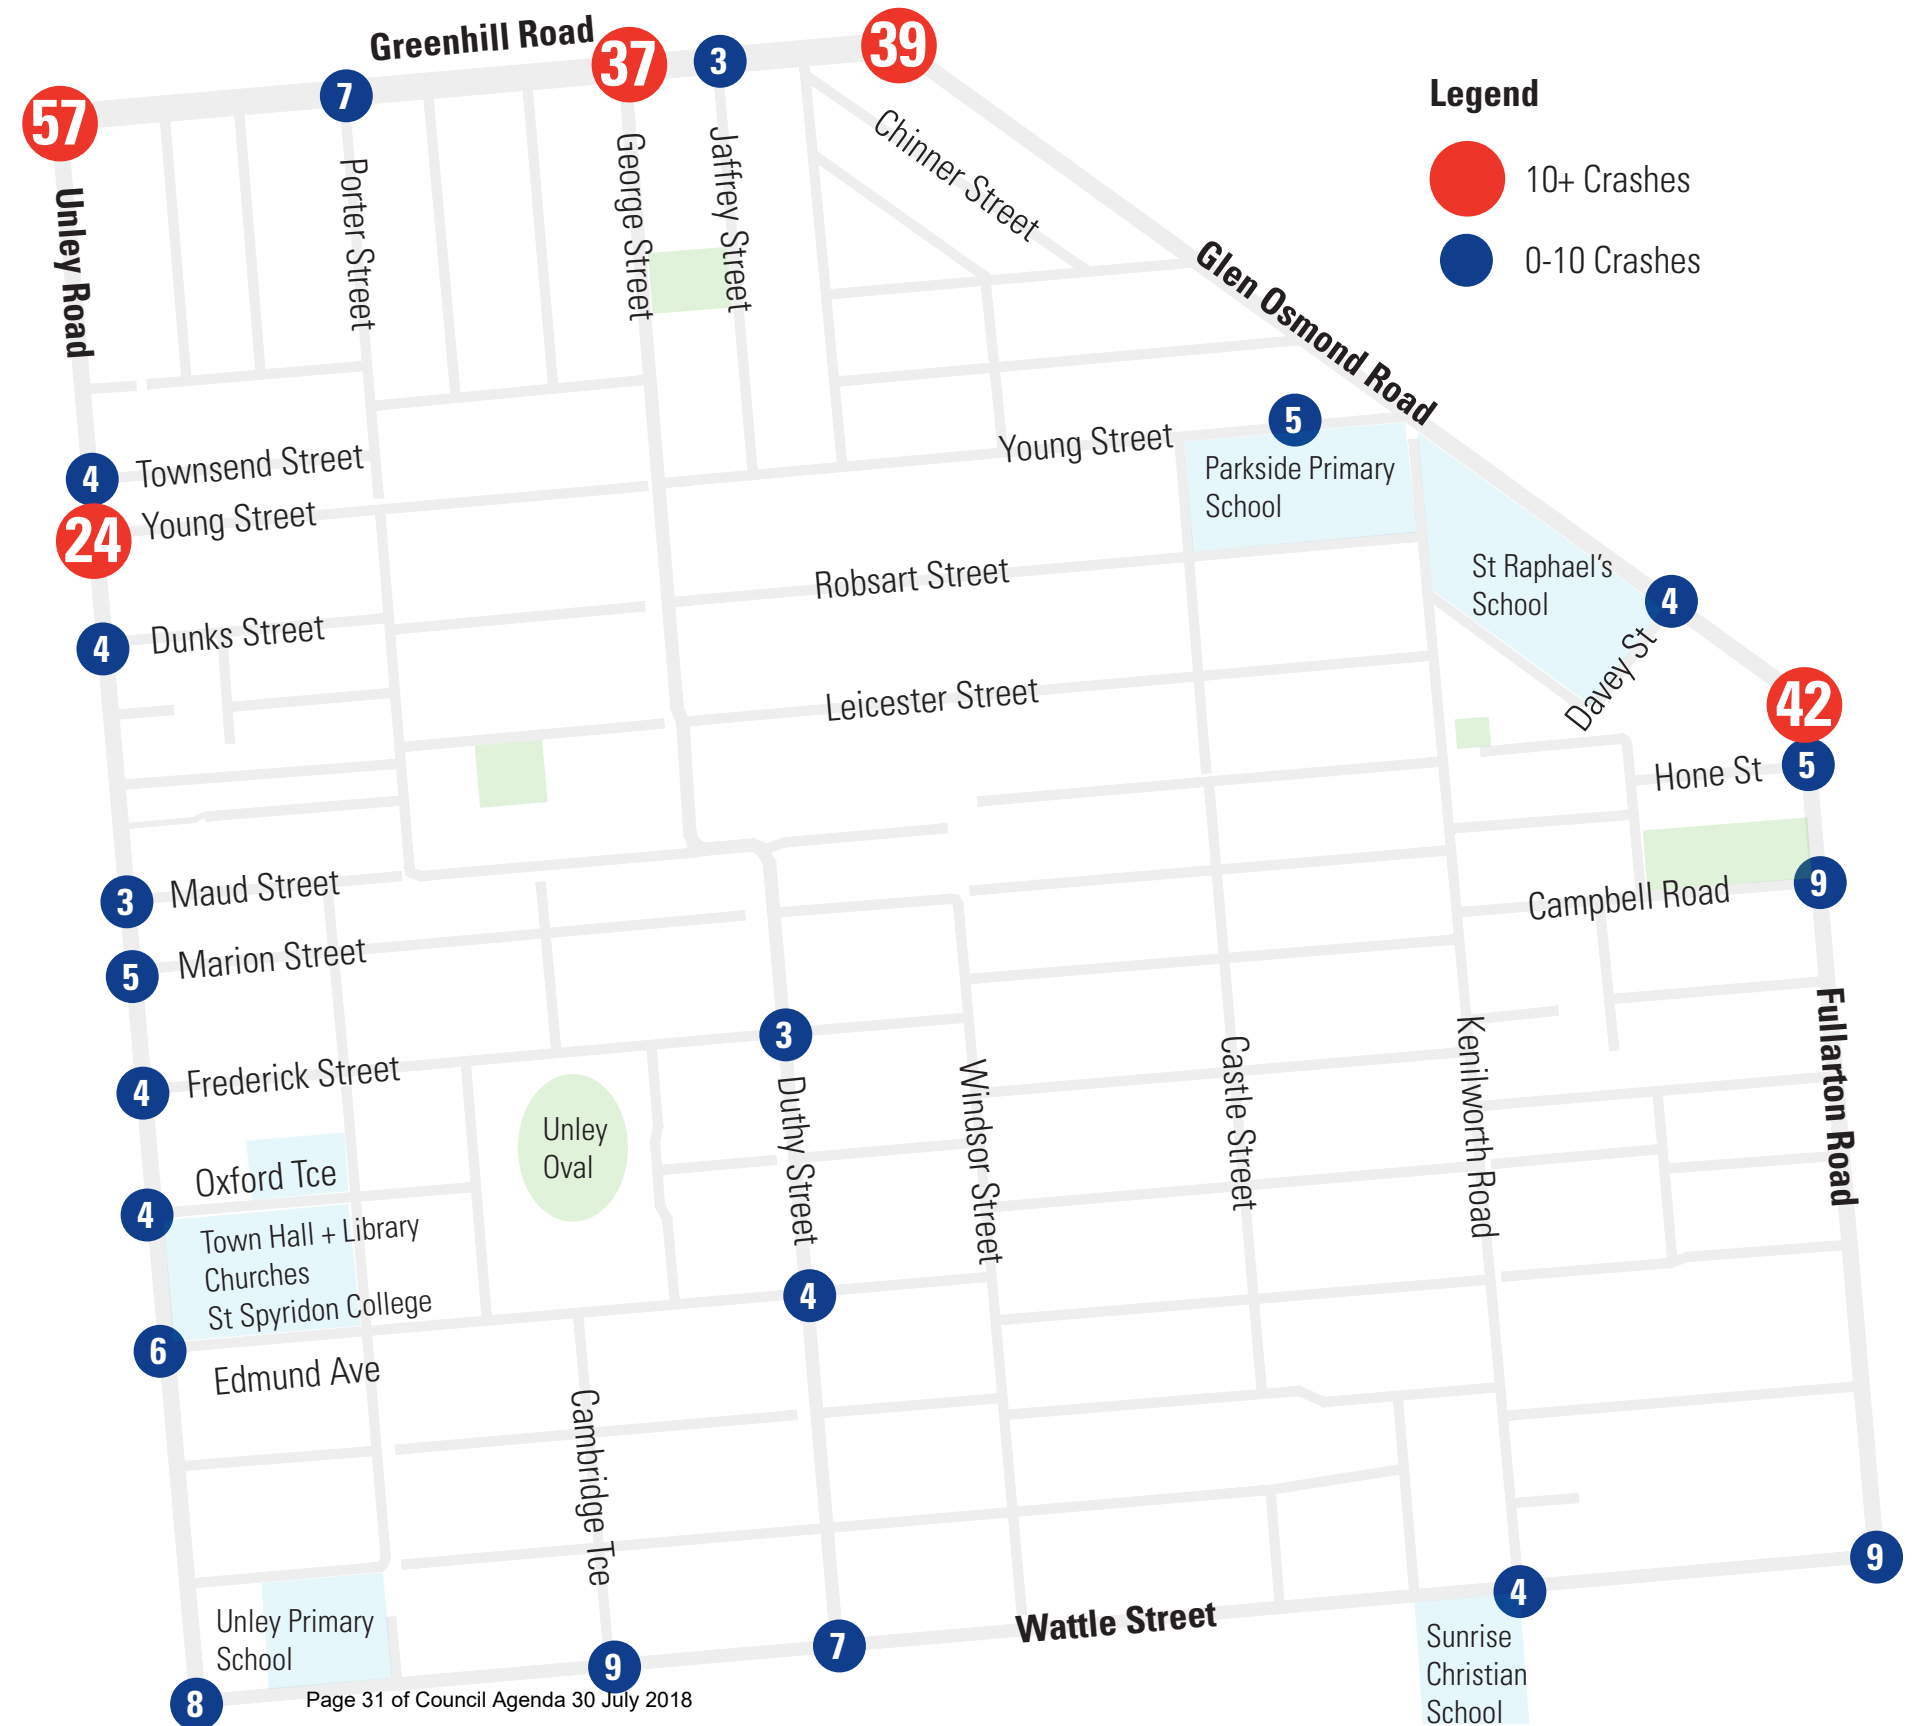 Greenhill Road
57
7
37
3
39
Legend
10+ Crashes
0-10 Crashes
Unley Road
Porter Street
George Street
Jaffrey Street
Chinner Street
Glen Osmond Road
4
Townsend Street
24
Young Street
Young Street
5
Parkside Primary
School
Robsart Street
St Raphael's
School
4
Davey St
4
Dunks Street
Leicester Street
42
Hone St
5
3
Maud Street
Campbell Road
9
5
Marion Street
Fullarton Road
4
Frederick Street
3
Duthy Street
Windsor Street
Castle Street
Kenilworth Road
Unley
Oval
Oxford Tce
4
Town Hall + Library
Churches
St Spyridon College
6
Edmund Ave
4
Cambridge Tce
Unley Primary
School
8
9
7
Wattle Street
4
9
Sunrise
Christian
School
Page 31 of Council Agenda 30 July 2018